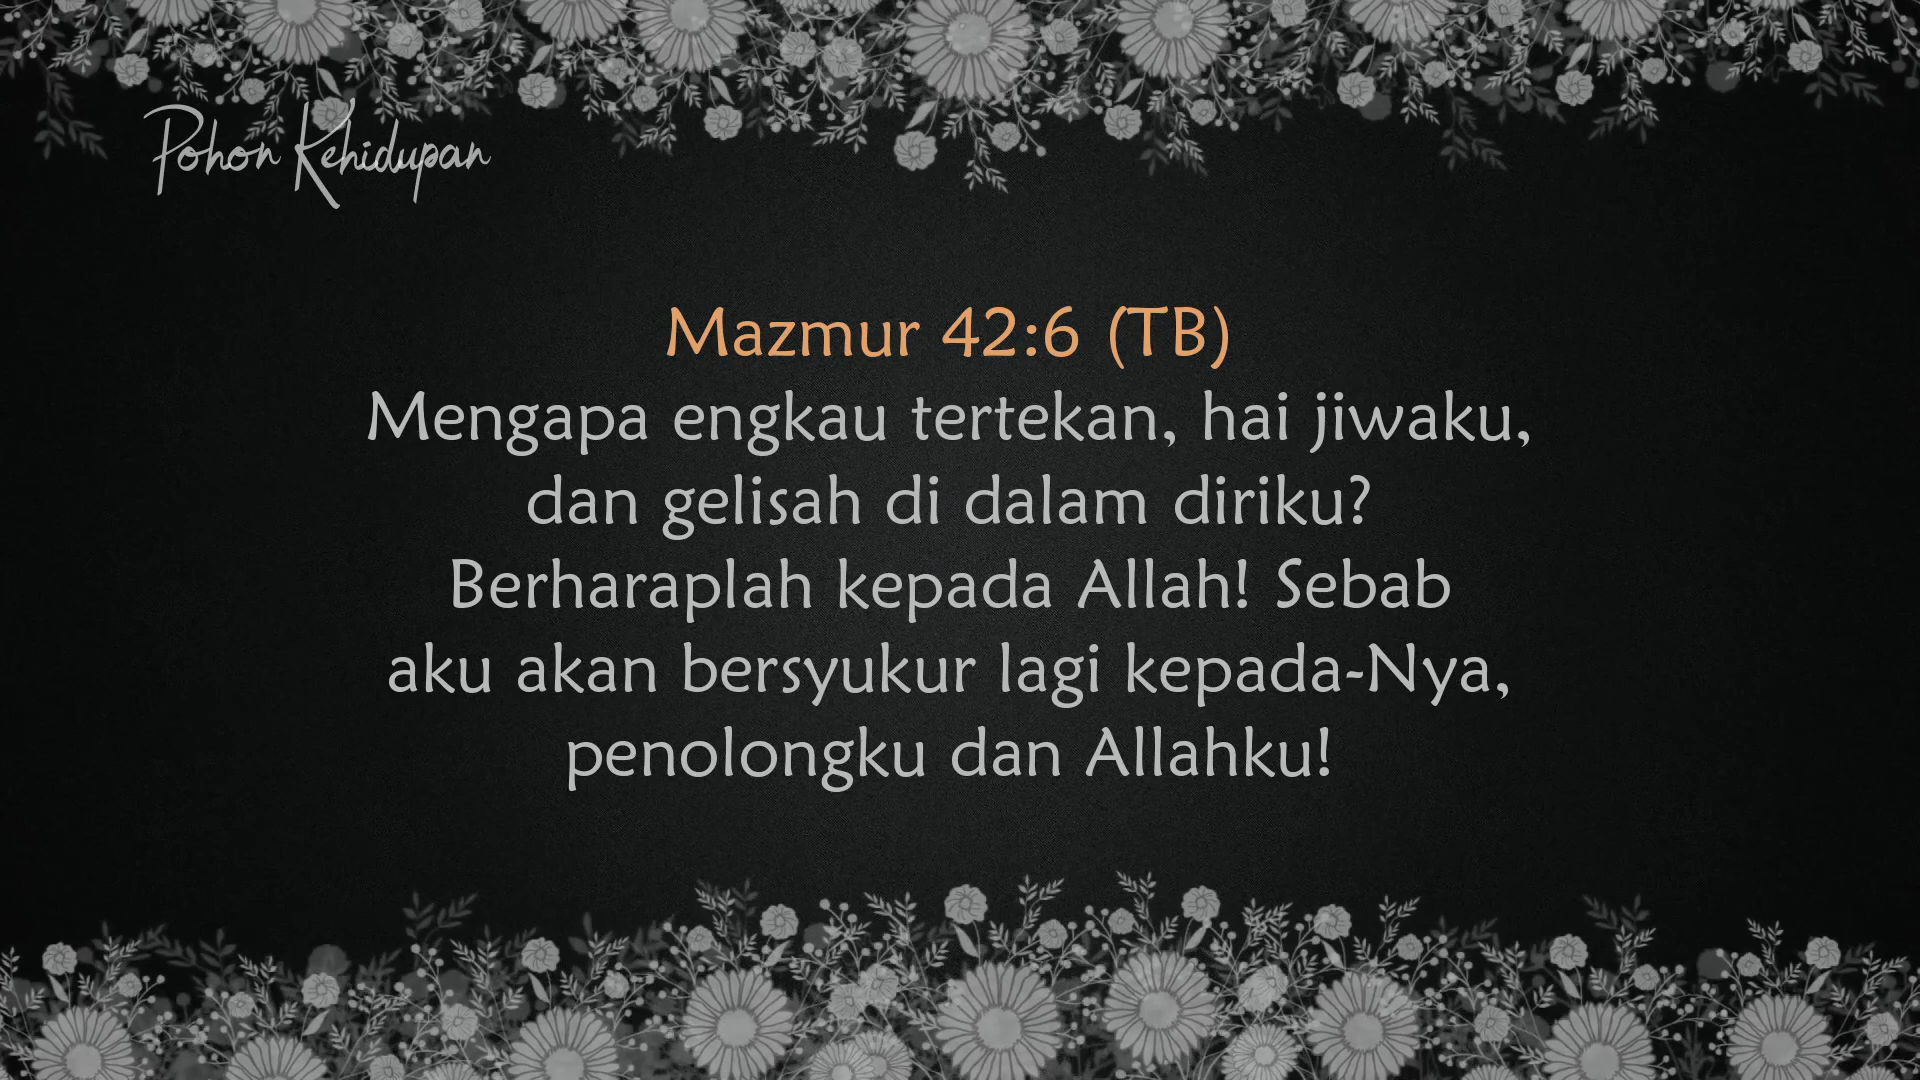 Pohon Kehidupan
Mazmur 42:6 (TB)
Mengapa engkau tertekan, hai jiwaku,
dan gelisah di dalam diriku?
Berharaplah kepada Allah! Sebab
aku akan bersyukur lagi kepada-Nya,
penolongku dan Allahku!